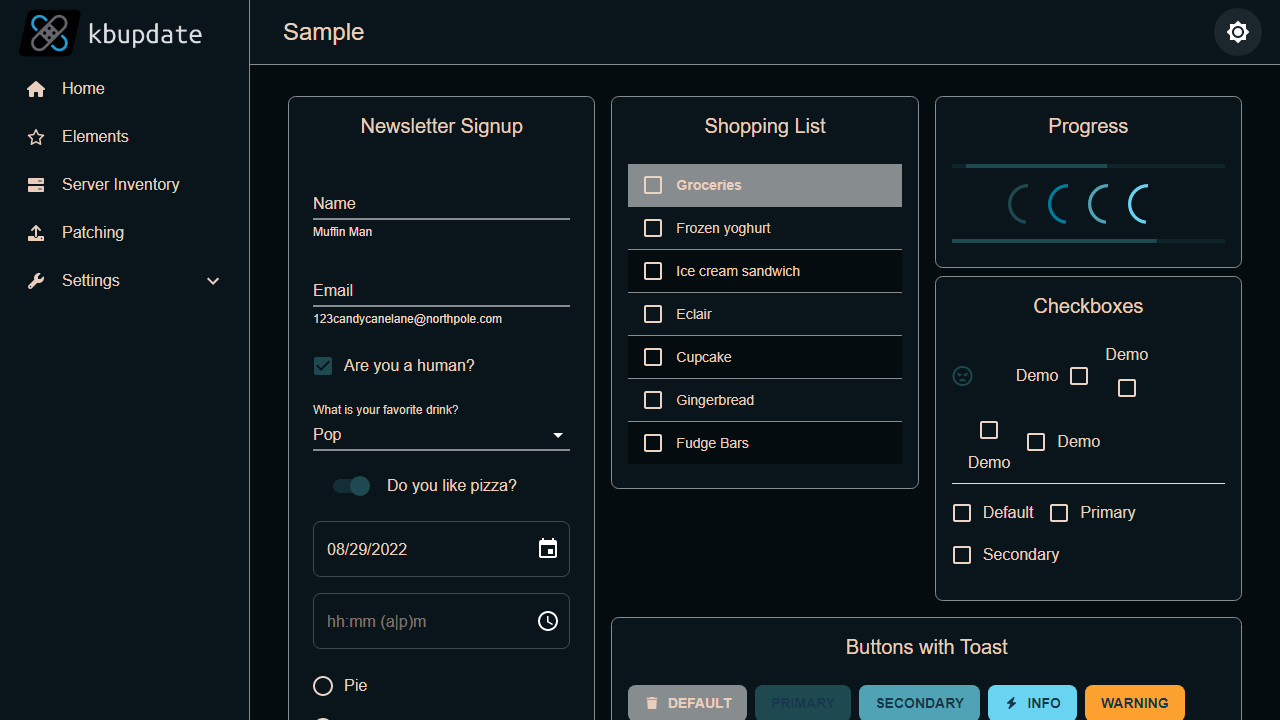 kbupdate
Sample
Home
Elements
Server Inventory
Patching
Settings
Newsletter Signup
Name
Muffin Man
Email
123candycanelane@northpole.com
Are you a human?
What is your favorite drink?
Pop
Do you like pizza?
08/29/2022
hh:mm (a|p)m
Pie
Shopping List
Groceries
Frozen yoghurt
Ice cream sandwich
Eclair
Cupcake
Gingerbread
Fudge Bars
Progress
Checkboxes
Demo
Demo
Demo
Demo
Default Primary
Secondary
Buttons with Toast
DEFAULT PRIMARY SECONDARY INFO WARNING